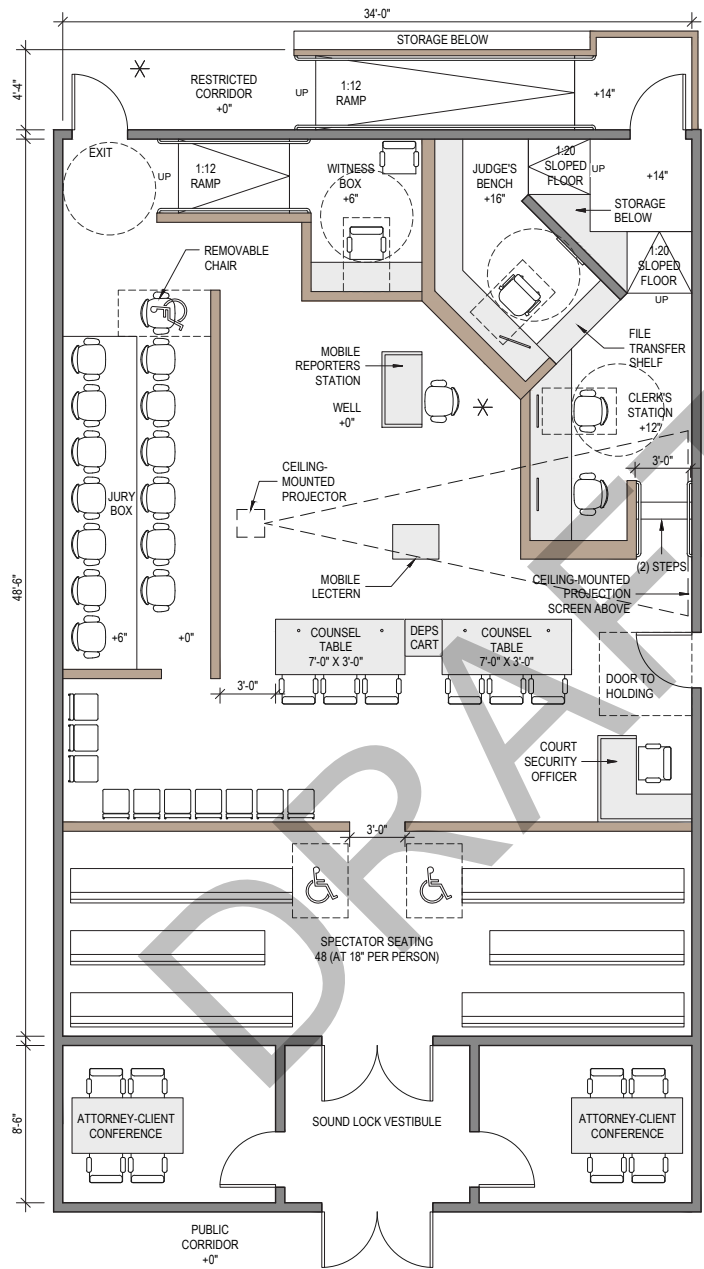 34'-0"
STORAGE BELOW
4'-4"
RESTRICTED
CORRIDOR
+0"
UP
1:12
RAMP
+14"
EXIT
UP
1:12
RAMP
WITNESS
BOX
+6"
JUDGE'S
BENCH
+16"
1:20
SLOPED
FLOOR
UP
+14"
STORAGE
BELOW
1:20
SLOPED
FLOOR
UP
REMOVABLE
CHAIR
FILE
TRANSFER
SHELF
MOBILE
REPORTERS
STATION
WELL
+0"
CLERK'S
STATION
+12"
3'-0"
CEILING-
MOUNTED
PROJECTOR
JURY
BOX
48'-6"
MOBILE
LECTERN
(2) STEPS
CEILING-MOUNTED
PROJECTION
SCREEN ABOVE
+6"
+0"
COUNSEL
TABLE
7'-0" X 3'-0"
DEPS
CART
COUNSEL
TABLE
7'-0" X 3'-0"
3'-0"
DOOR TO
HOLDING
COURT
SECURITY
OFFICER
3'-0"
SPECTATOR SEATING
48 (AT 18" PER PERSON)
8'-6"
ATTORNEY-CLIENT
CONFERENCE
SOUND LOCK VESTIBULE
ATTORNEY-CLIENT
CONFERENCE
PUBLIC
CORRIDOR
+0"
DRAFT